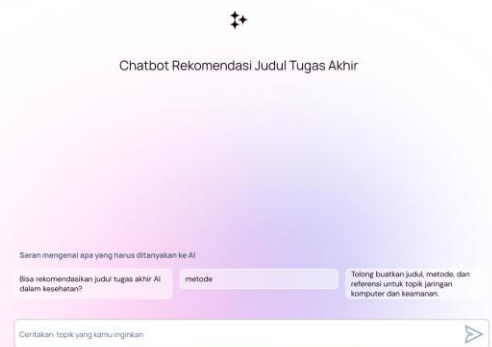 Chatbot Rekomendasi Judul Tugas Akhir
Saran mengenai apa yang harus ditanyakan ke AI
Bisa rekomendasikan judul tugas akhir AI
dalam kesehatan?
metode
Tolong buatkan judul, metode, dan
referensi untuk topik jaringan
komputer dan keamanan.
Ceritakan topik yang kamu inginkan